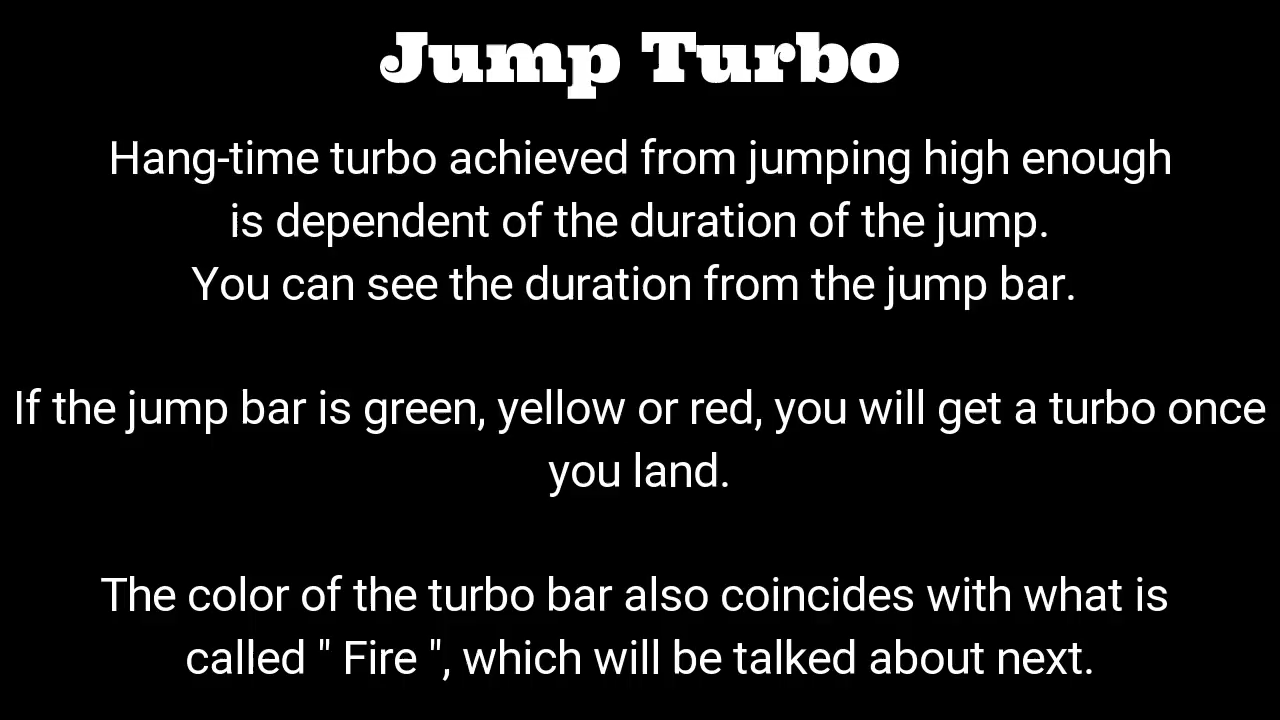 Jump Turbo
Hang-time turbo achieved from jumping high enough
is dependent of the duration of the jump.
You can see the duration from the jump bar.
If the jump bar is green, yellow or red, you will get a turbo once
you land.
The color of the turbo bar also coincides with what is
called " Fire ", which will be talked about next.